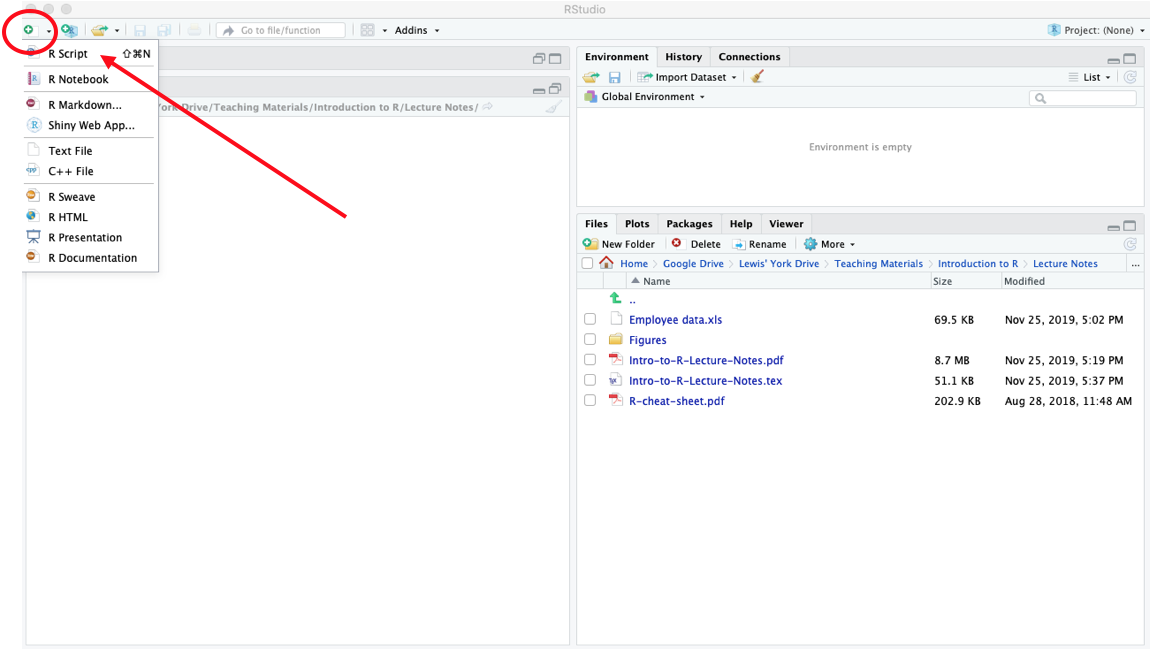 RStudio
Go to file/function
Addins
Project: (None)
R Script ⇧⌘N
R Notebook
R Markdown...
Shiny Web App...
Text File
C++ File
R Sweave
R HTML
R Presentation
R Documentation
Drive/Teaching Materials/Introduction to R/Lecture Notes/
Environment History Connections
Import Dataset List
Global Environment
Environment is empty
Files Plots Packages Help Viewer
New Folder Delete Rename More
Home Google Drive Lewis' York Drive Teaching Materials Introduction to R Lecture Notes ...
Name Size Modified
..
Employee data.xls 69.5 KB Nov 25, 2019, 5:02 PM
Figures
Intro-to-R-Lecture-Notes.pdf 8.7 MB Nov 25, 2019, 5:19 PM
Intro-to-R-Lecture-Notes.tex 51.1 KB Nov 25, 2019, 5:37 PM
R-cheat-sheet.pdf 202.9 KB Aug 28, 2018, 11:48 AM